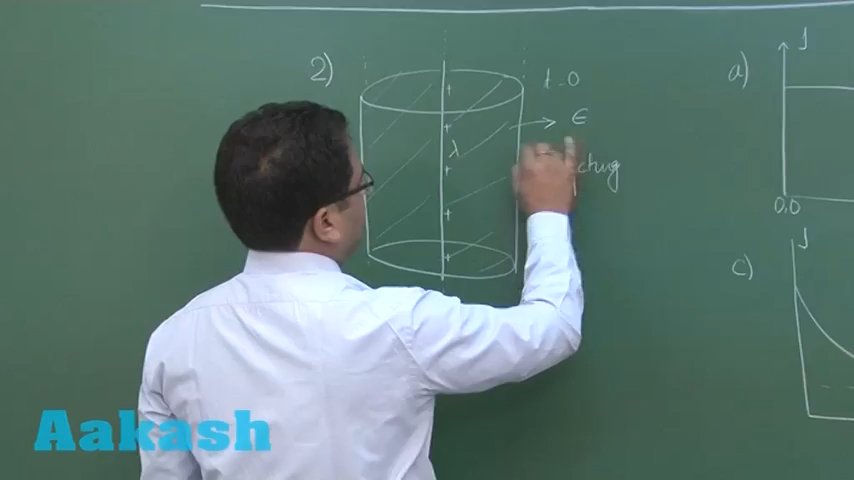 2)
t = 0
+
+
λ
+
+
+
ϵ
a) J
0,0
c) J
Aakash